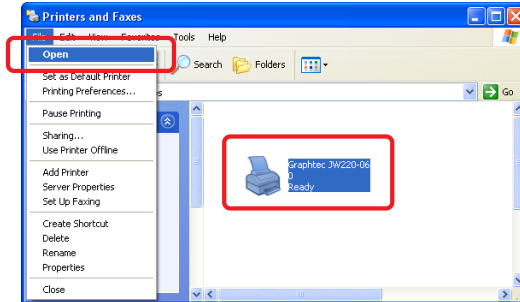 Printers and Faxes
File Edit View Favorites Tools Help
Open
Search Folders
Set as Default Printer
Printing Preferences...
s
Go
Pause Printing
Sharing...
Use Printer Offline
Graphtec JW220-06
0
Ready
Add Printer
Server Properties
Set Up Faxing
Create Shortcut
Delete
Rename
Properties
Close